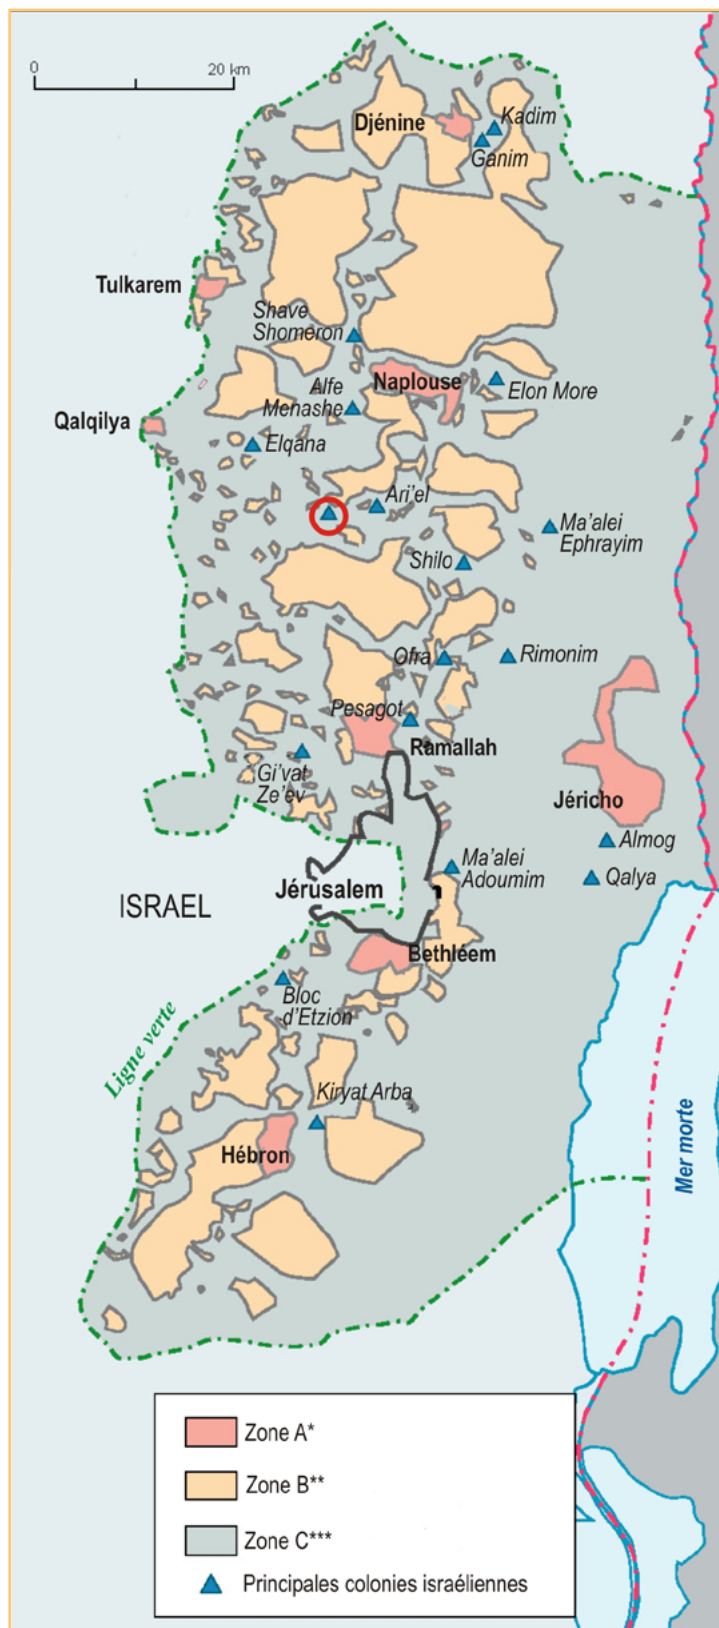 0
20 km
Djénine
Kadim
Ganim
Tulkarem
Shave
Shomeron
Naplouse
Alfe
Menashe
Elon More
Qalqilya
Elqana
Ari'el
Ma'alei
Ephrayim
Shilo
Ofra
Rimonim
Pesagot
Ramallah
Gi'vat
Ze'ev
Jéricho
Almog
Ma'alei
Adoumim
Qalya
Jérusalem
ISRAEL
Bethléem
Bloc
d'Etzion
Ligne verte
Kiryat Arba
Hébron
Mer morte
Zone A*
Zone B**
Zone C***
Principales colonies israéliennes